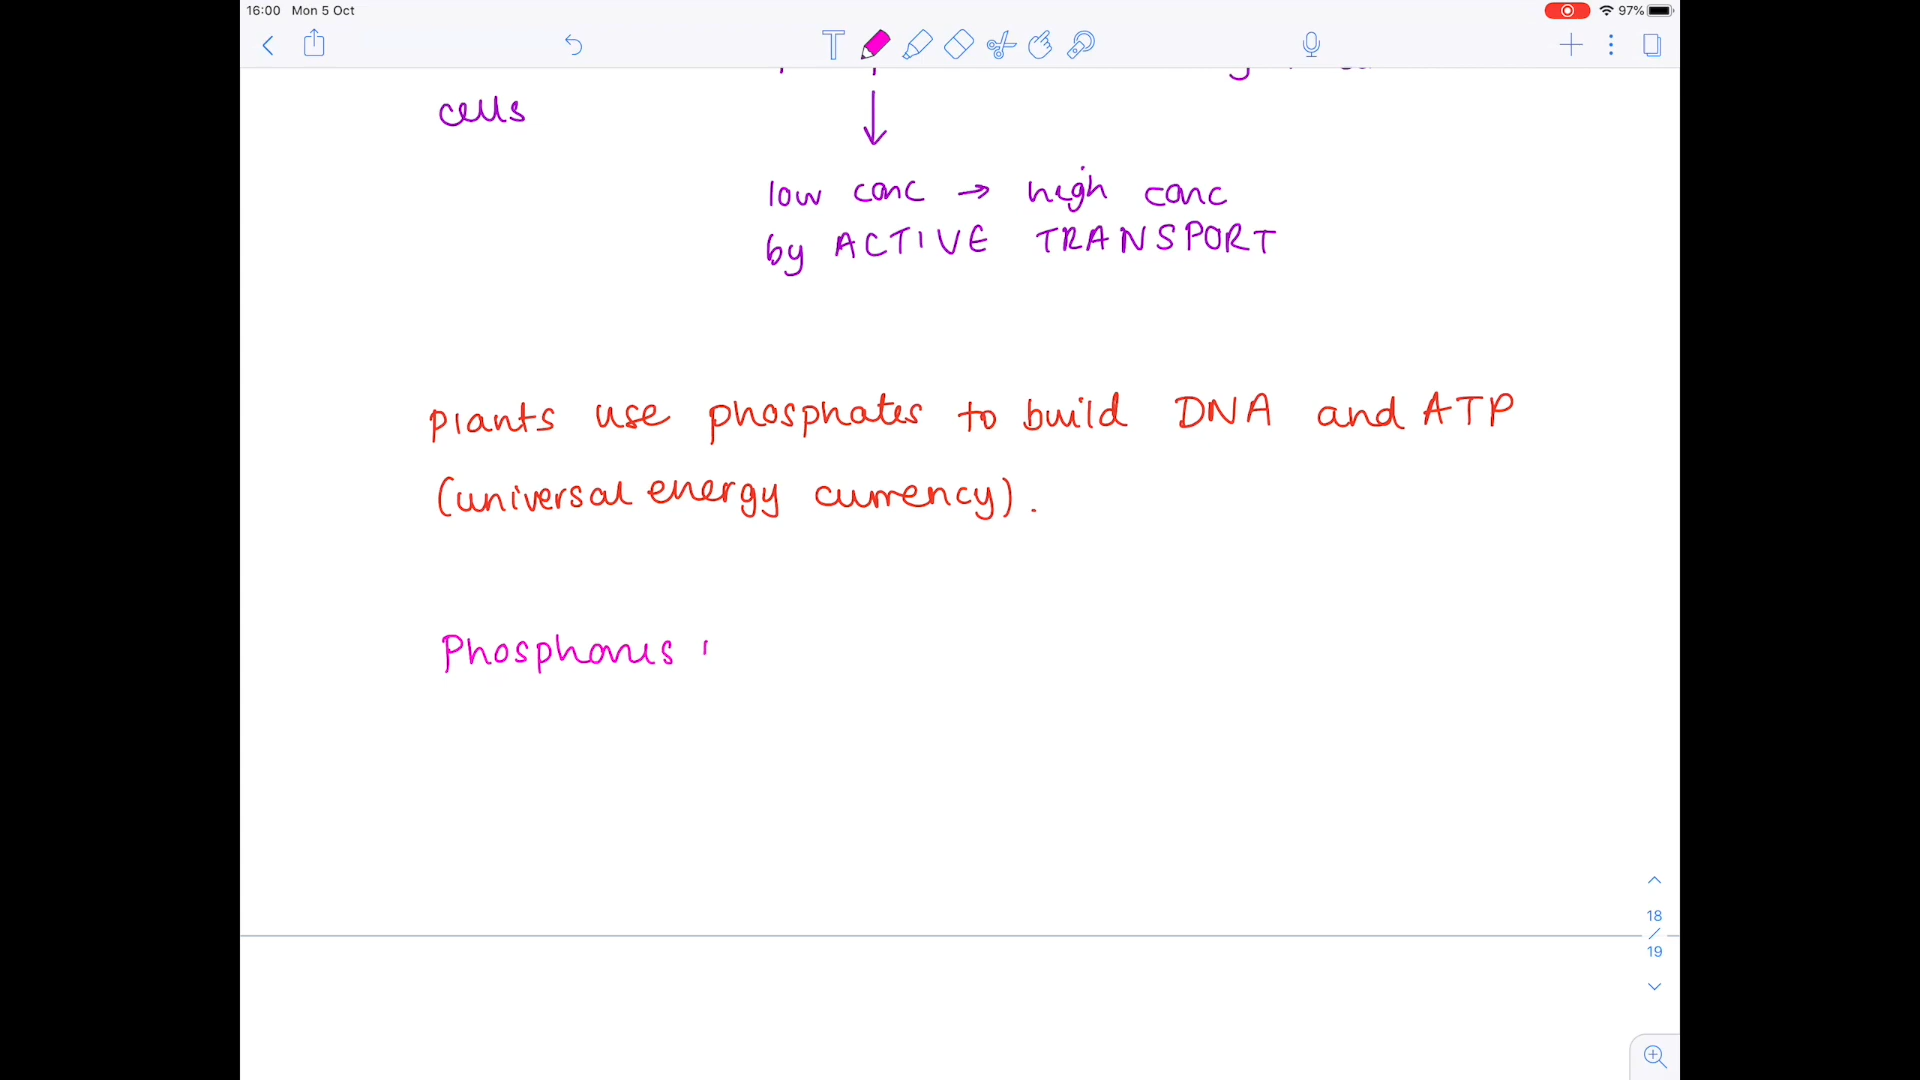 16:00 Mon 5 Oct
97%
T
cells
low conc → high conc
by ACTIVE TRANSPORT
plants use phosphates to build DNA and ATP
(universal energy currency).
Phosphorus
18
/
19